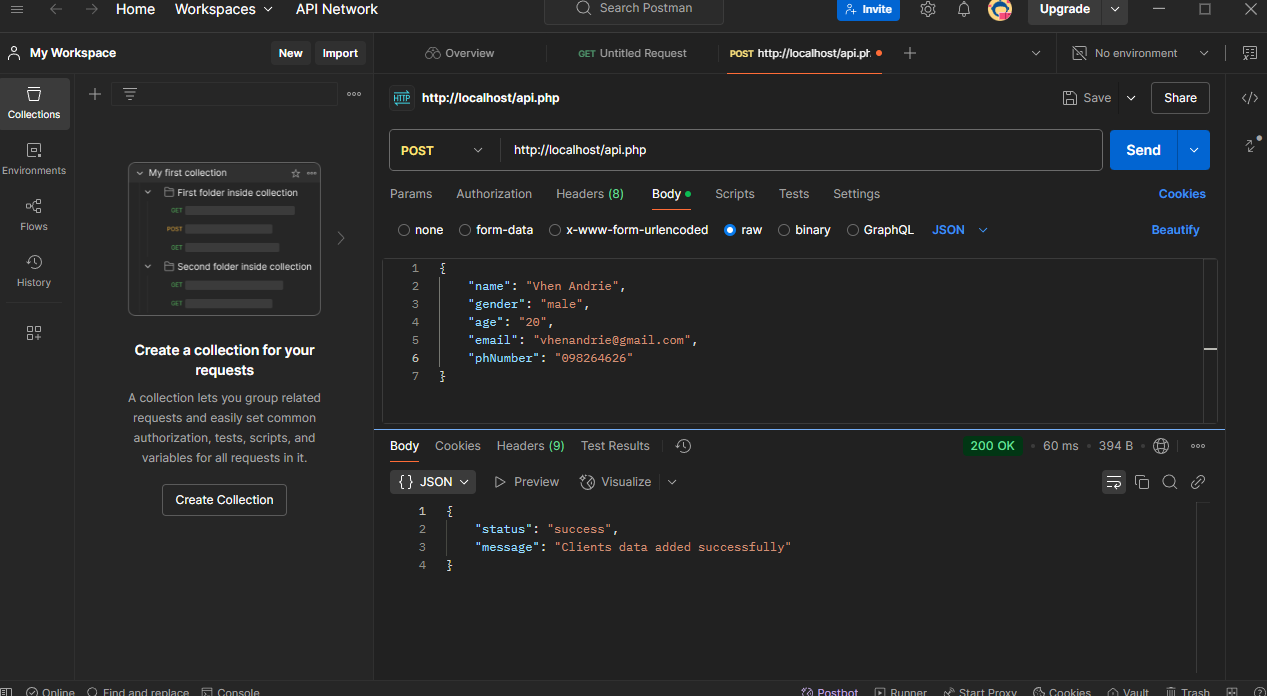 Home Workspaces API Network Search Postman Invite Upgrade
My Workspace New Import Overview GET Untitled Request POST http://localhost/api.ph No environment
Collections
Environments
Flows
History
My first collection
First folder inside collection
GET
POST
GET
Second folder inside collection
GET
GET
Create a collection for your
requests
A collection lets you group related
requests and easily set common
authorization, tests, scripts, and
variables for all requests in it.
Create Collection
HTTP http://localhost/api.php Save Share
POST http://localhost/api.php Send
Params Authorization Headers (8) Body Scripts Tests Settings Cookies
none form-data x-www-form-urlencoded raw binary GraphQL JSON Beautify
1 {
2 "name": "Vhen Andrie",
3 "gender": "male",
4 "age": "20",
5 "email": "vhenandrie@gmail.com",
6 "phNumber": "098264626"
7 }
Body Cookies Headers (9) Test Results 200 OK 60 ms 394 B
{ } JSON Preview Visualize
1 {
2 "status": "success",
3 "message": "Clients data added successfully"
4 }
Online Find and replace Console Postbot Runner Start Proxy Cookies Vault Trash